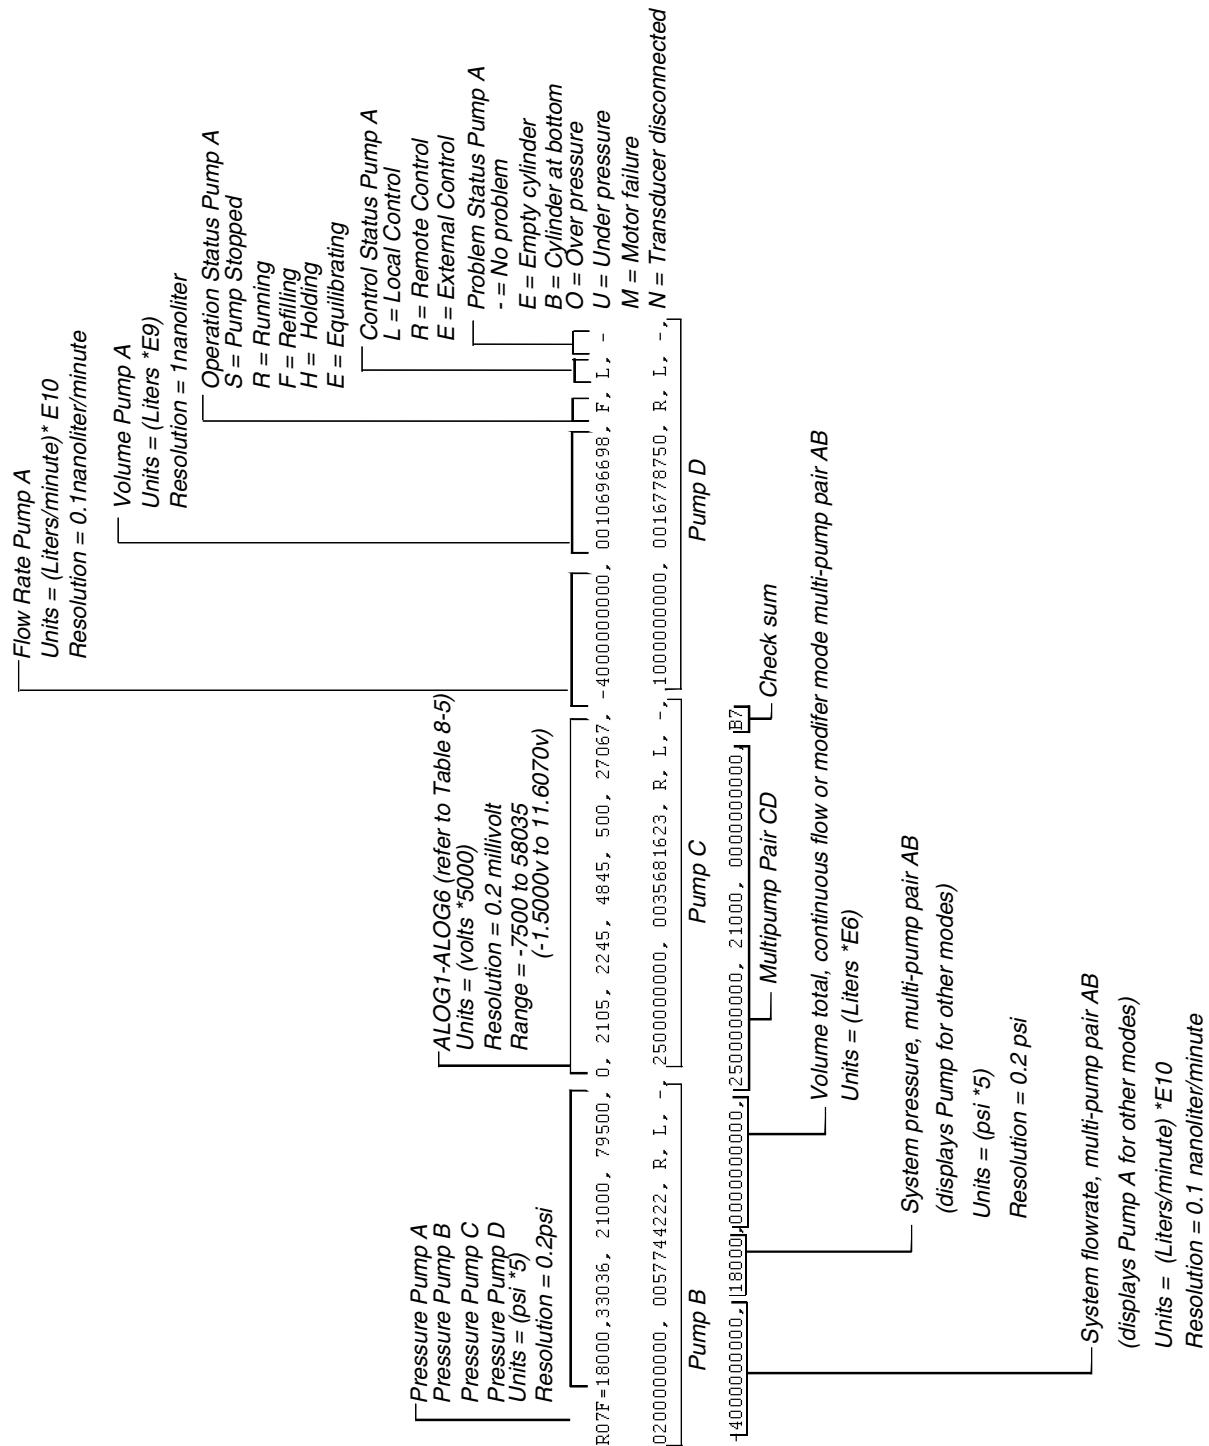 Flow Rate Pump A
Units = (Liters/minute)* E10
Resolution = 0.1nanoliter/minute
Volume Pump A
Units = (Liters *E9)
Resolution = 1nanoliter
Operation Status Pump A
S = Pump Stopped
R = Running
F = Refilling
H = Holding
E = Equilibrating
Control Status Pump A
L = Local Control
R = Remote Control
E = External Control
Problem Status Pump A
- = No problem
E = Empty cylinder
B = Cylinder at bottom
O = Over pressure
U = Under pressure
M = Motor failure
N = Transducer disconnected
ALOG1-ALOG6 (refer to Table 8-5)
Units = (volts *5000)
Resolution = 0.2 millivolt
Range = -7500 to 58035
(-1.5000v to 11.6070v)
Pressure Pump A
Pressure Pump B
Pressure Pump C
Pressure Pump D
Units = (psi *5)
Resolution = 0.2psi
R07F=18000,33036, 21000, 79500, 0, 2105, 2245, 4845, 500, 27067, -4000000000, 0010696698, F, L, -
0200000000, 0057744222, R, L, -, 2500000000, 0035681623, R, L, -, 1000000000, 0016778750, R, L, -,
Pump B
Pump C
Pump D
-4000000000, 18000, 0000000000, 2500000000, 21000, 0000000000, B7
Multipump Pair CD
Check sum
Volume total, continuous flow or modifer mode multi-pump pair AB
Units = (Liters *E6)
System pressure, multi-pump pair AB
(displays Pump for other modes)
Units = (psi *5)
Resolution = 0.2 psi
System flowrate, multi-pump pair AB
(displays Pump A for other modes)
Units = (Liters/minute) *E10
Resolution = 0.1 nanoliter/minute